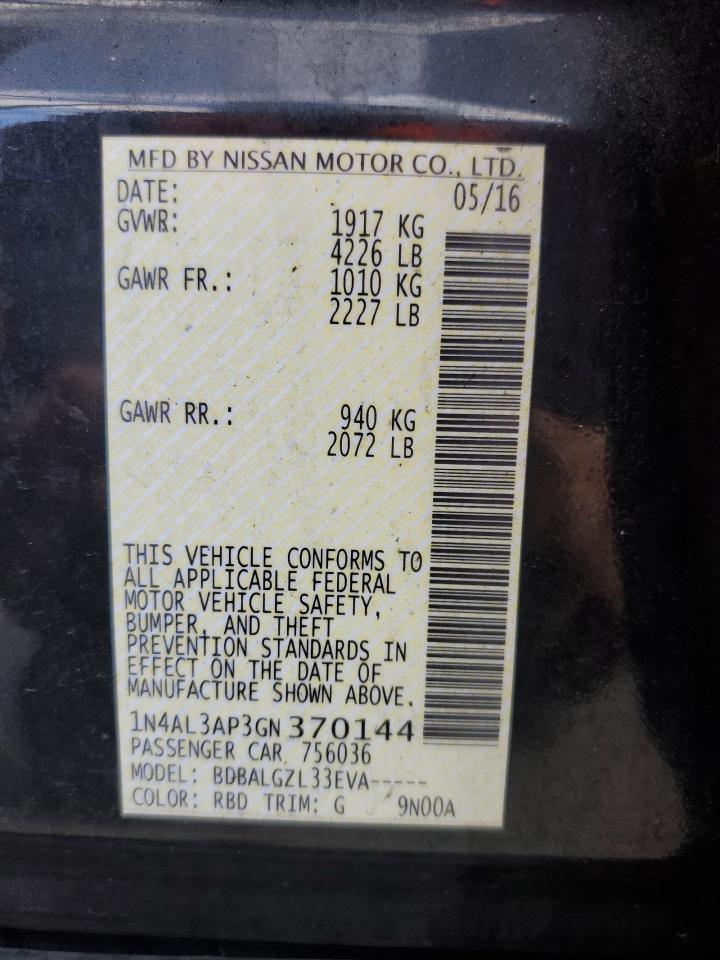 MFD BY NISSAN MOTOR CO., LTD.
DATE: 05/16
GVWR: 1917 KG
4226 LB
GAWR FR.: 1010 KG
2227 LB
GAWR RR.: 940 KG
2072 LB
THIS VEHICLE CONFORMS TO
ALL APPLICABLE FEDERAL
MOTOR VEHICLE SAFETY,
BUMPER, AND THEFT
PREVENTION STANDARDS IN
EFFECT ON THE DATE OF
MANUFACTURE SHOWN ABOVE.
1N4AL3AP3GN 370144
PASSENGER CAR 756036
MODEL: BDBALGZL33EVA-----
COLOR: RBD TRIM: G 9N00A